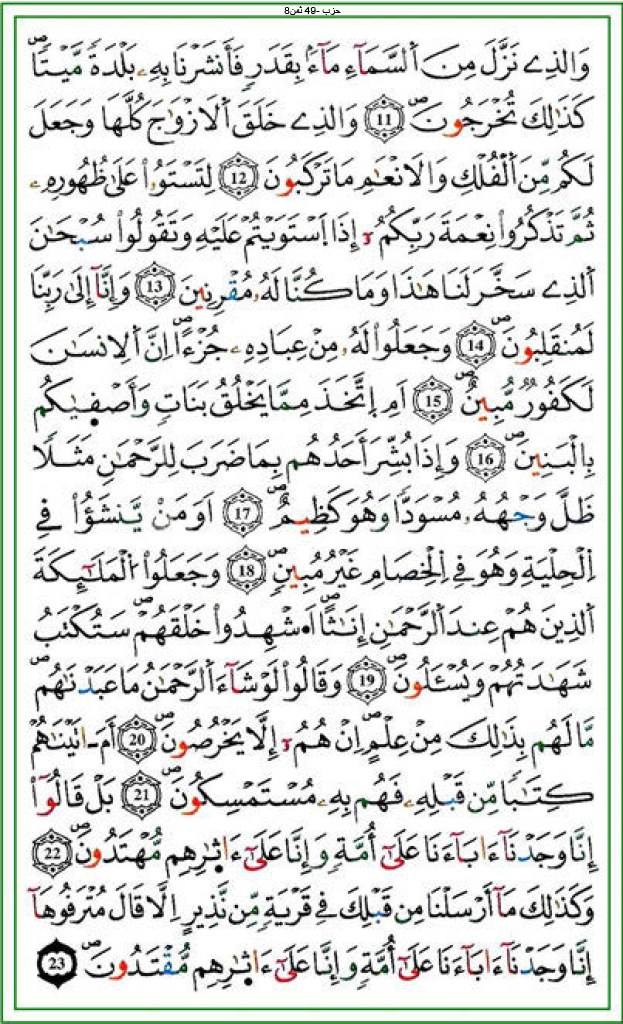 حزب -49 ثمن8
وَالذِے نَزَّلَ مِنَ اَ۬لسَّمَآءِ مَآءَۢ بِقَدَرٖ فَأَنشَرْنَا بِهِۦ بَلْدَةٗ مَّيْتاٗ صۖ
كَذَٰلِكَ تُخْرَجُونَۖ 11 وَالذِے خَلَقَ اَ۬لَازْوَٰجَ كُلَّهَا وَجَعَلَ
لَكُم مِّنَ اَ۬لْفُلْكِ وَالَانْعَٰمِ مَا تَرْكَبُونَۖ 12 لِتَسْتَوُۥاْ عَلَىٰ ظُهُورِهِۦ
ثُمَّ تَذْكُرُواْ نِعْمَةَ رَبِّكُمُۥٓ إِذَا اَ۪سْتَوَيْتُمْ عَلَيْهِ وَتَقُولُواْ سُبْحَٰنَ
اَ۬لذِے سَخَّرَ لَنَا هَٰذَا وَمَا كُنَّا لَهُۥ مُقْرِنِينَۖ 13 وَإِنَّآ إِلَىٰ رَبِّنَا
لَمُنقَلِبُونَۖ 14 وَجَعَلُواْ لَهُۥ مِنْ عِبَادِهِۦ جُزْءاًۖ اِنَّ اَ۬لِانسَٰنَ
لَكَفُورٞ مُّبِينٌۖ 15 اَمِ اِ۪تَّخَذَ مِمَّا يَخْلُقُ بَنَاتٖ وَأَصْفَيٰكُم
بِالْبَنِينَۖ 16 وَإِذَا بُشِّرَ أَحَدُهُم بِمَا ضَرَبَ لِلرَّحْمَٰنِ مَثَلاٗ
ظَلَّ وَجْهُهُۥ مُسْوَدّاٗ وَهُوَ كَظِيمٌۖ 17 اَوَمَنْ يَّنشَؤُاْ فِے
اِ۬لْحِلْيَةِ وَهُوَ فِے اِ۬لْخِصَامِ غَيْرُ مُبِينٖۖ 18 وَجَعَلُواْ اُ۬لْمَلَٰٓئِكَةَ
اَ۬لذِينَ هُمْ عِندَ اَ۬لرَّحْمَٰنِ إِنَٰثاًۖ ا۟شْهِدُواْ خَلْقَهُمْۖ سَتُكْتَبُ
شَهَٰدَتُهُمْ وَيُسْـَٔلُونَۖ 19 وَقَالُواْ لَوْ شَآءَ اَ۬لرَّحْمَٰنُ مَا عَبَدْنَٰهُمۖ
مَّا لَهُم بِذَٰلِكَ مِنْ عِلْمٍۖ اِنْ هُمُۥٓ إِلَّا يَخْرُصُونَۖ 20 أَمَ اٰتَيْنَٰهُمْ
كِتَٰباٗ مِّن قَبْلِهِۦ فَهُم بِهِۦ مُسْتَمْسِكُونَۖ 21 بَلْ قَالُوٓاْ
إِنَّا وَجَدْنَآ ءَابَآءَنَا عَلَىٰٓ أُمَّةٖ وَإِنَّا عَلَىٰٓ ءَاثٰ۪رِهِم مُّهْتَدُونَۖ 22
وَكَذَٰلِكَ مَآ أَرْسَلْنَا مِن قَبْلِكَ فِے قَرْيَةٖ مِّن نَّذِيرٍ اِلَّا قَالَ مُتْرَفُوهَآ
إِنَّا وَجَدْنَآ ءَابَآءَنَا عَلَىٰٓ أُمَّةٖ وَإِنَّا عَلَىٰٓ ءَاثٰ۪رِهِم مُّقْتَدُونَۖ 23